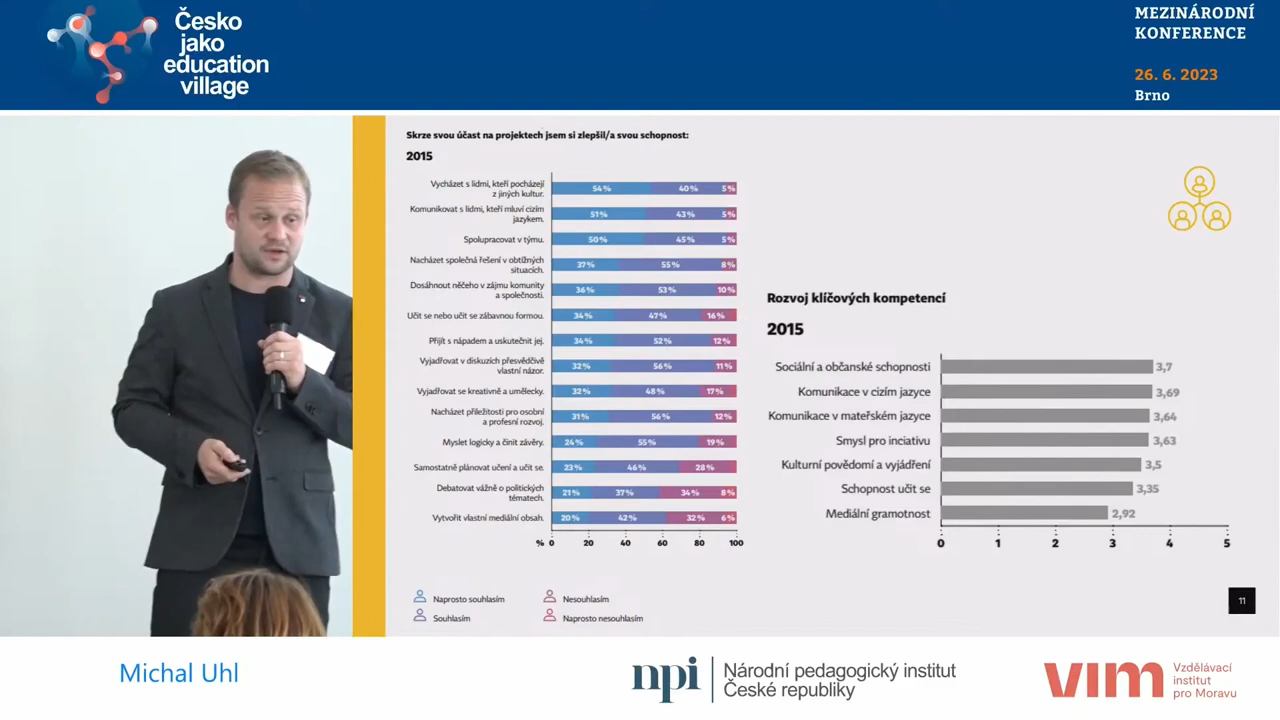 Česko
jako
education
village
MEZINÁRODNÍ
KONFERENCE
26. 6. 2023
Brno
Skrze svou účast na projektech jsem si zlepšil/a svou schopnost:
2015
Vycházet s lidmi, kteří pocházejí
z jiných kultur.
54 % 40 % 5 %
Komunikovat s lidmi, kteří mluví cizím
jazykem.
51 % 43 % 5 %
Spolupracovat v týmu.
50 % 45 % 5 %
Nacházet společná řešení v obtížných
situacích.
37 % 55 % 8 %
Dosáhnout něčeho v zájmu komunity
a společnosti.
36 % 53 % 10 %
Učit se nebo učit se zábavnou formou.
34 % 47 % 16 %
Přijít s nápadem a uskutečnit jej.
34 % 52 % 12 %
Vyjadřovat v diskuzích přesvědčivě
vlastní názor.
32 % 56 % 11 %
Vyjadřovat se kreativně a umělecky.
32 % 48 % 17 %
Nacházet příležitosti pro osobní
a profesní rozvoj.
31 % 56 % 12 %
Myslet logicky a činit závěry.
24 % 55 % 19 %
Samostatně plánovat učení a učit se.
23 % 46 % 28 %
Debatovat vážně o politických
tématech.
21 % 37 % 34 % 8 %
Vytvořit vlastní mediální obsah.
20 % 42 % 32 % 6 %
% 0 20 40 60 80 100
Naprosto souhlasím
Souhlasím
Nesouhlasím
Naprosto nesouhlasím
Rozvoj klíčových kompetencí
2015
Sociální a občanské schopnosti 3,7
Komunikace v cizím jazyce 3,69
Komunikace v mateřském jazyce 3,64
Smysl pro inciativu 3,63
Kulturní povědomí a vyjádření 3,5
Schopnost učit se 3,35
Mediální gramotnost 2,92
0 1 2 3 4 5
11
Michal Uhl
npi
Národní pedagogický institut
České republiky
vim
Vzdělávací
institut
pro Moravu